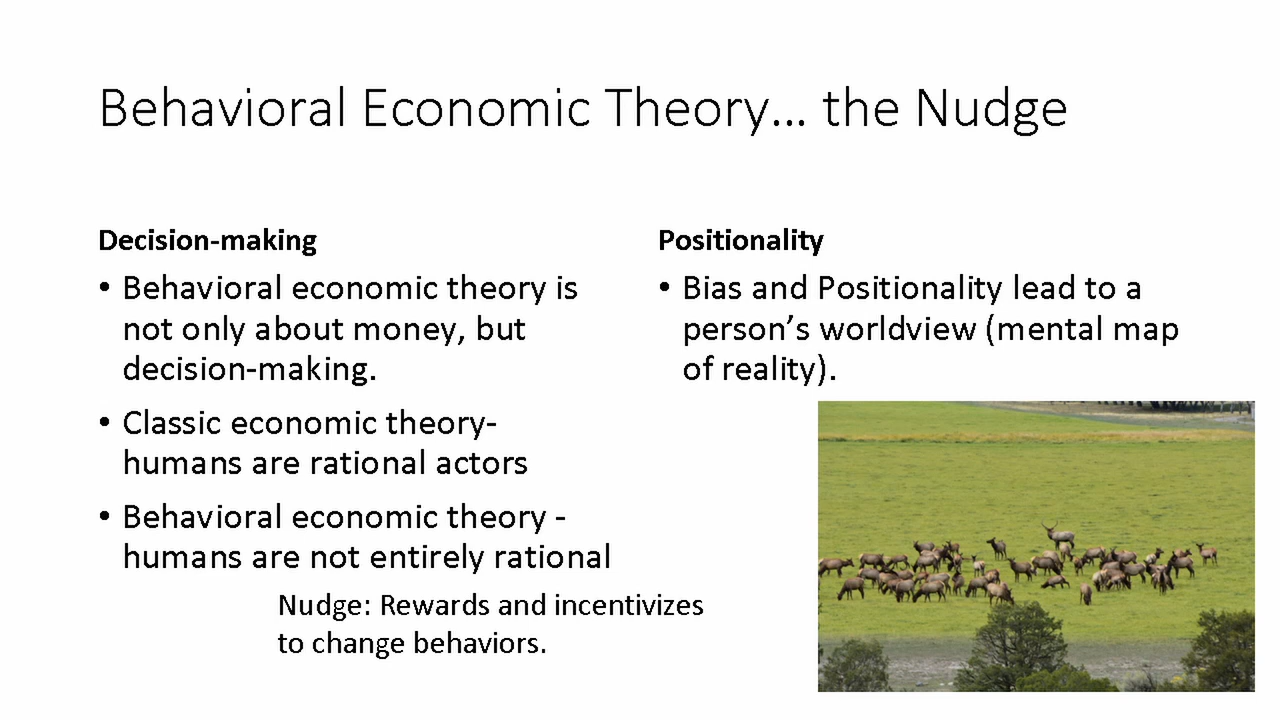 Behavioral Economic Theory… the Nudge
Decision-making
• Behavioral economic theory is
not only about money, but
decision-making.
• Classic economic theory-
humans are rational actors
• Behavioral economic theory -
humans are not entirely rational
Nudge: Rewards and incentivizes
to change behaviors.
Positionality
• Bias and Positionality lead to a
person’s worldview (mental map
of reality).